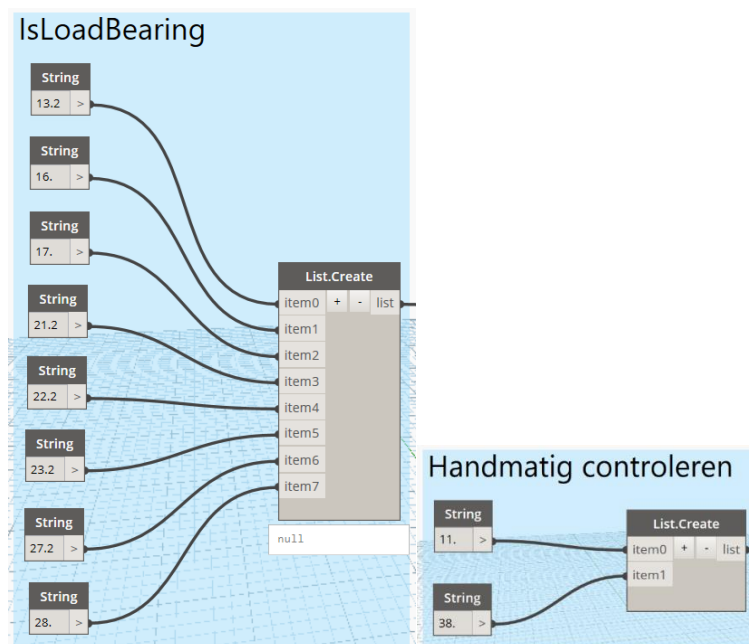 IsLoadBearing
String
13.2 >
String
16. >
String
17. >
String
21.2 >
String
22.2 >
String
23.2 >
String
27.2 >
String
28. >
List.Create
item0 + - list
item1
item2
item3
item4
item5
item6
item7
null
Handmatig controleren
String
11. >
String
38. >
List.Create
item0 + - list
item1